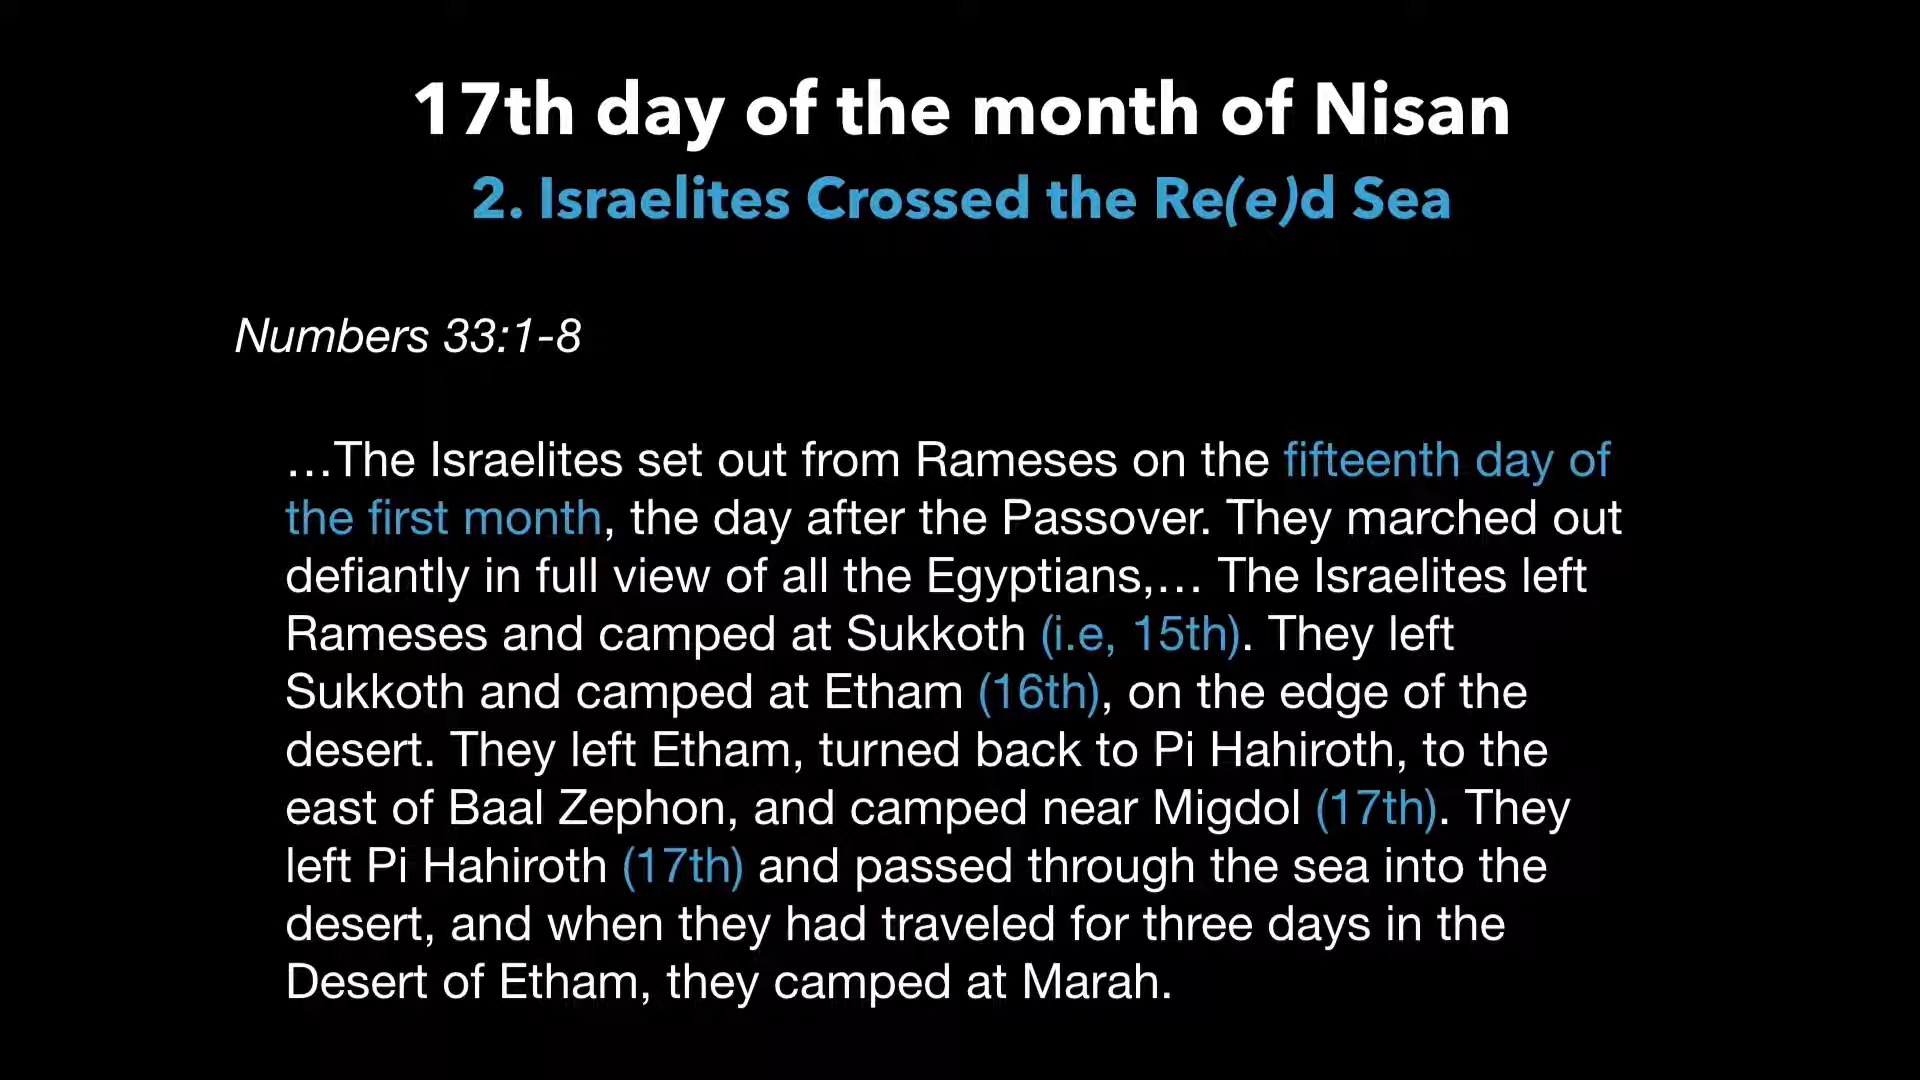 17th day of the month of Nisan
2. Israelites Crossed the Re(e)d Sea
Numbers 33:1-8
…The Israelites set out from Rameses on the fifteenth day of
the first month, the day after the Passover. They marched out
defiantly in full view of all the Egyptians,… The Israelites left
Rameses and camped at Sukkoth (i.e, 15th). They left
Sukkoth and camped at Etham (16th), on the edge of the
desert. They left Etham, turned back to Pi Hahiroth, to the
east of Baal Zephon, and camped near Migdol (17th). They
left Pi Hahiroth (17th) and passed through the sea into the
desert, and when they had traveled for three days in the
Desert of Etham, they camped at Marah.